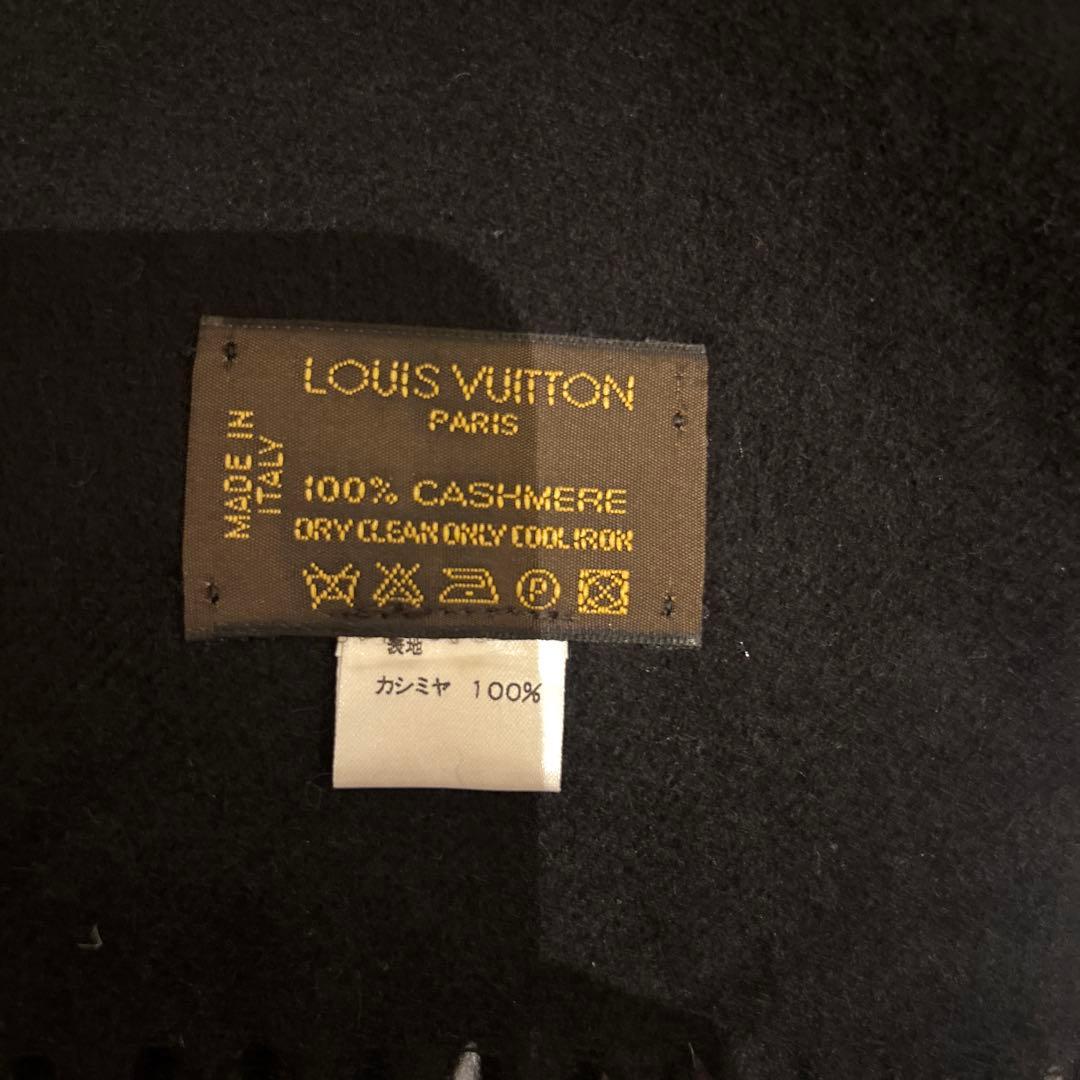 LOUIS VUITTON
PARIS
MADE IN
ITALY
100% CASHMERE
DRY CLEAN ONLY COOL IRON
P
表地
カシミヤ 100%